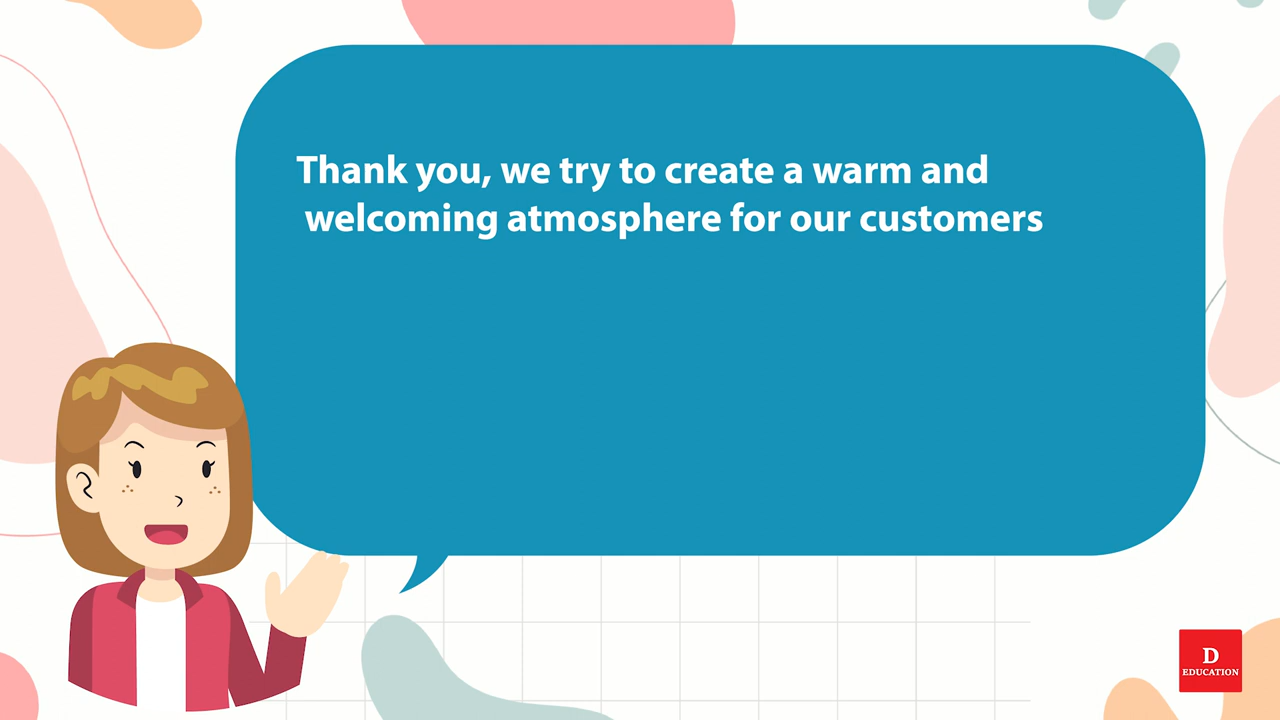 Thank you, we try to create a warm and
welcoming atmosphere for our customers
D
EDUCATION